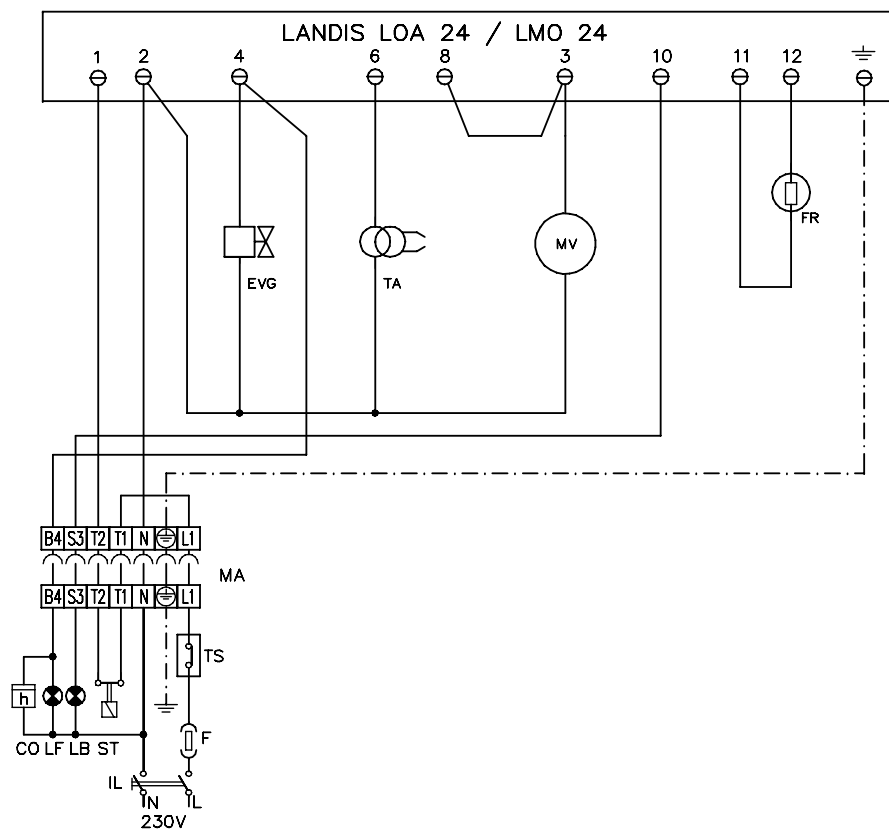 LANDIS LOA 24 / LMO 24
1 2 4 6 8 3 10 11 12
FR
MV
EVG TA
B4 S3 T2 T1 N L1
MA
B4 S3 T2 T1 N L1
TS
h
F
CO LF LB ST
IL
N L
230V